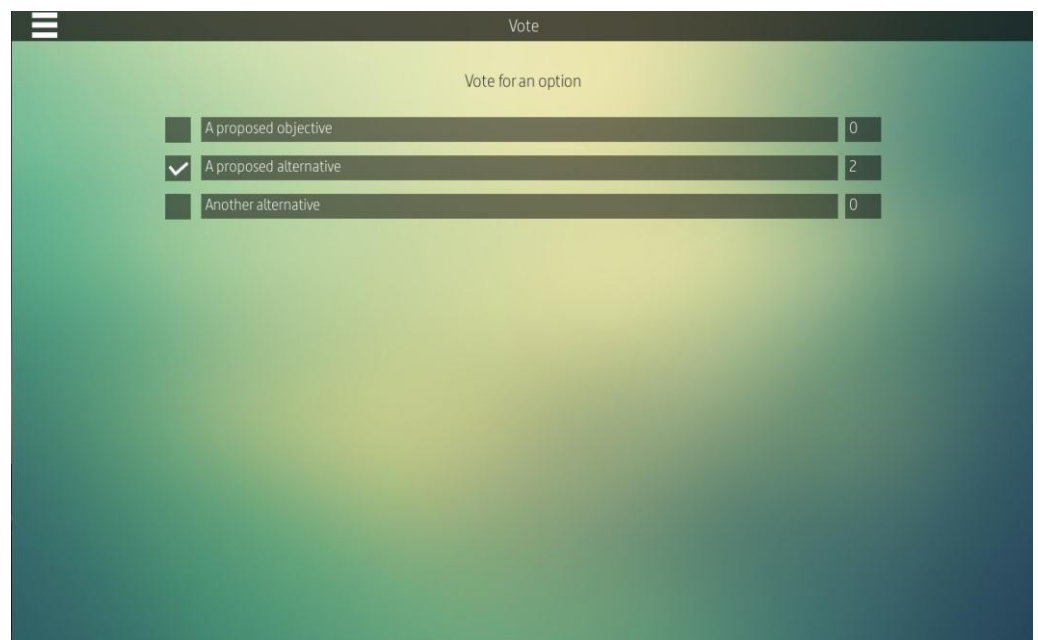 Vote
Vote for an option
A proposed objective 0
A proposed alternative 2
Another alternative 0